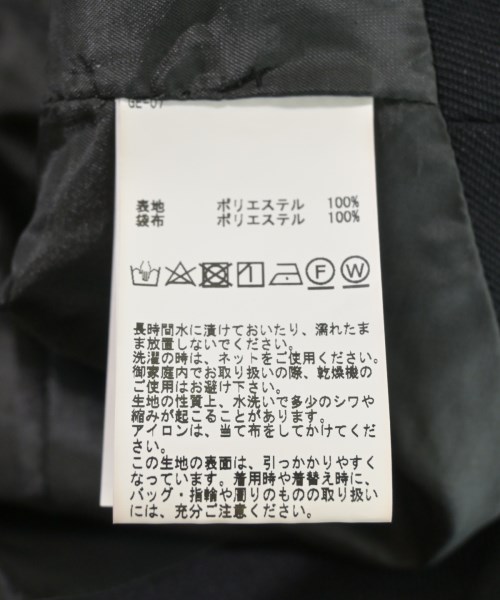 表地 ポリエステル 100%
袋布 ポリエステル 100%
F W
長時間水に漬けておいたり、濡れたま
ま放置しないでください。
洗濯の時は、ネットをご使用ください。
御家庭内でお取り扱いの際、乾燥機の
ご使用はお避け下さい。
生地の性質上、水洗いで多少のシワや
縮みが起こることがあります。
アイロンは、当て布をしてかけてくだ
さい。
この生地の表面は、引っかかりやすく
なっています。着用時や着替え時に、
バッグ・指輪や周りのものの取り扱い
には、充分ご注意ください。